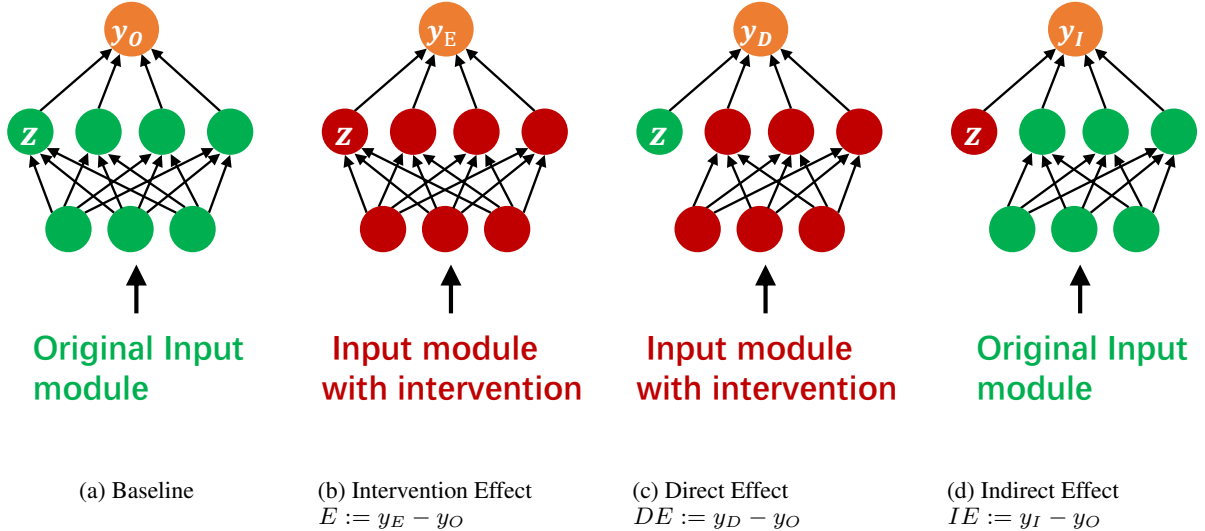 y_O
y_E
y_D
y_I
z
z
z
z
Original Input
module
Input module
with intervention
Input module
with intervention
Original Input
module
(a) Baseline
(b) Intervention Effect
E := y_E − y_O
(c) Direct Effect
DE := y_D − y_O
(d) Indirect Effect
IE := y_I − y_O